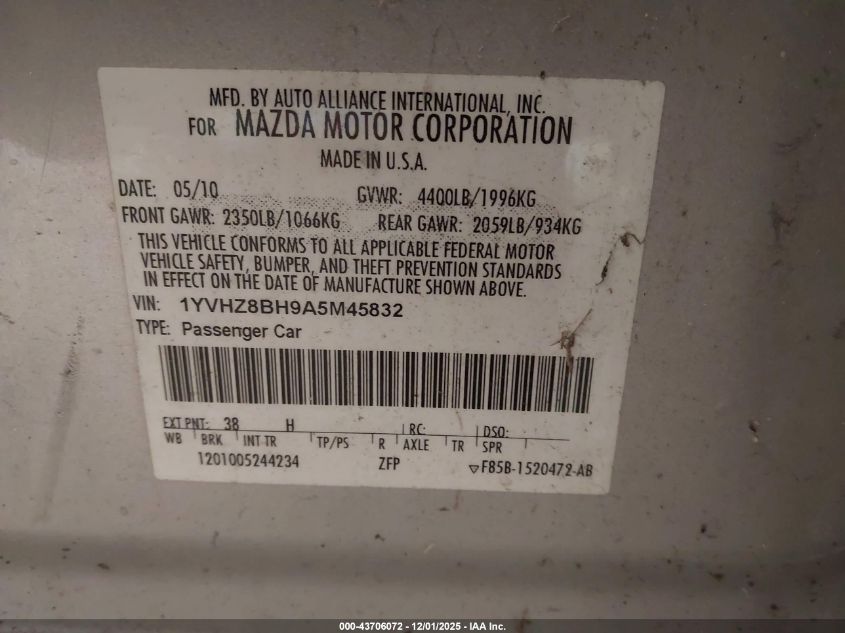 MFD. BY AUTO ALLIANCE INTERNATIONAL, INC.
FOR MAZDA MOTOR CORPORATION
MADE IN U.S.A.
DATE: 05/10 GVWR: 4400LB/1996KG
FRONT GAWR: 2350LB/1066KG REAR GAWR: 2059LB/934KG
THIS VEHICLE CONFORMS TO ALL APPLICABLE FEDERAL MOTOR
VEHICLE SAFETY, BUMPER, AND THEFT PREVENTION STANDARDS
IN EFFECT ON THE DATE OF MANUFACTURE SHOWN ABOVE.
VIN: 1YVHZ8BH9A5M45832
TYPE: Passenger Car
EXT PNT: 38 H RC: DSO:
WB BRK INT TR TP/PS R AXLE TR SPR
1201005244234 ZFP ▽F85B-1520472-AB
000-43706072 - 12/01/2025 - IAA Inc.